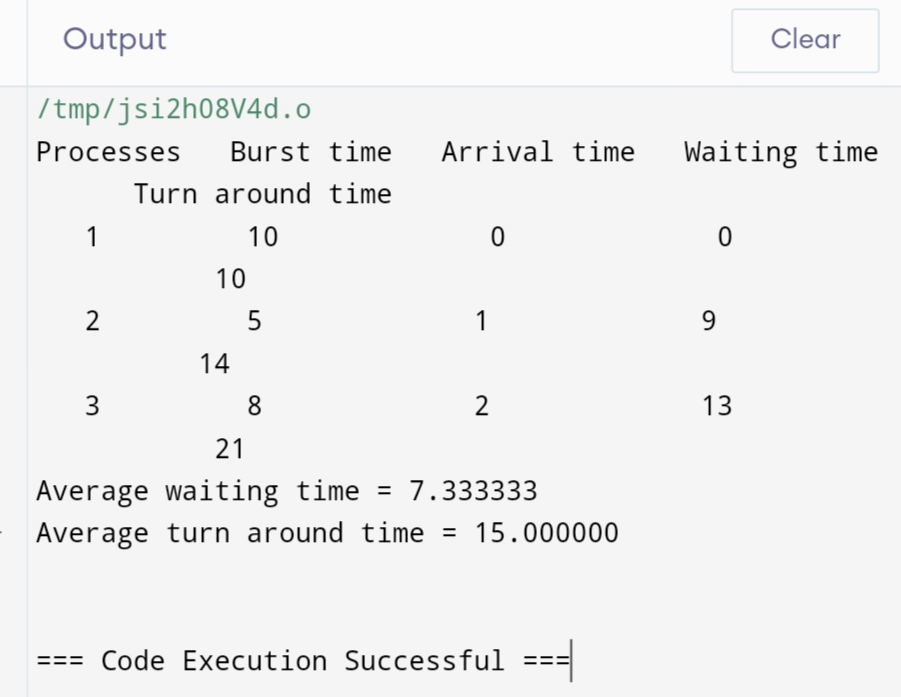 Output
Clear
/tmp/jsi2h08V4d.o
Processes   Burst time   Arrival time   Waiting time
      Turn around time
   1         10             0             0
           10
   2         5             1             9
          14
   3         8             2             13
           21
Average waiting time = 7.333333
Average turn around time = 15.000000
=== Code Execution Successful ===